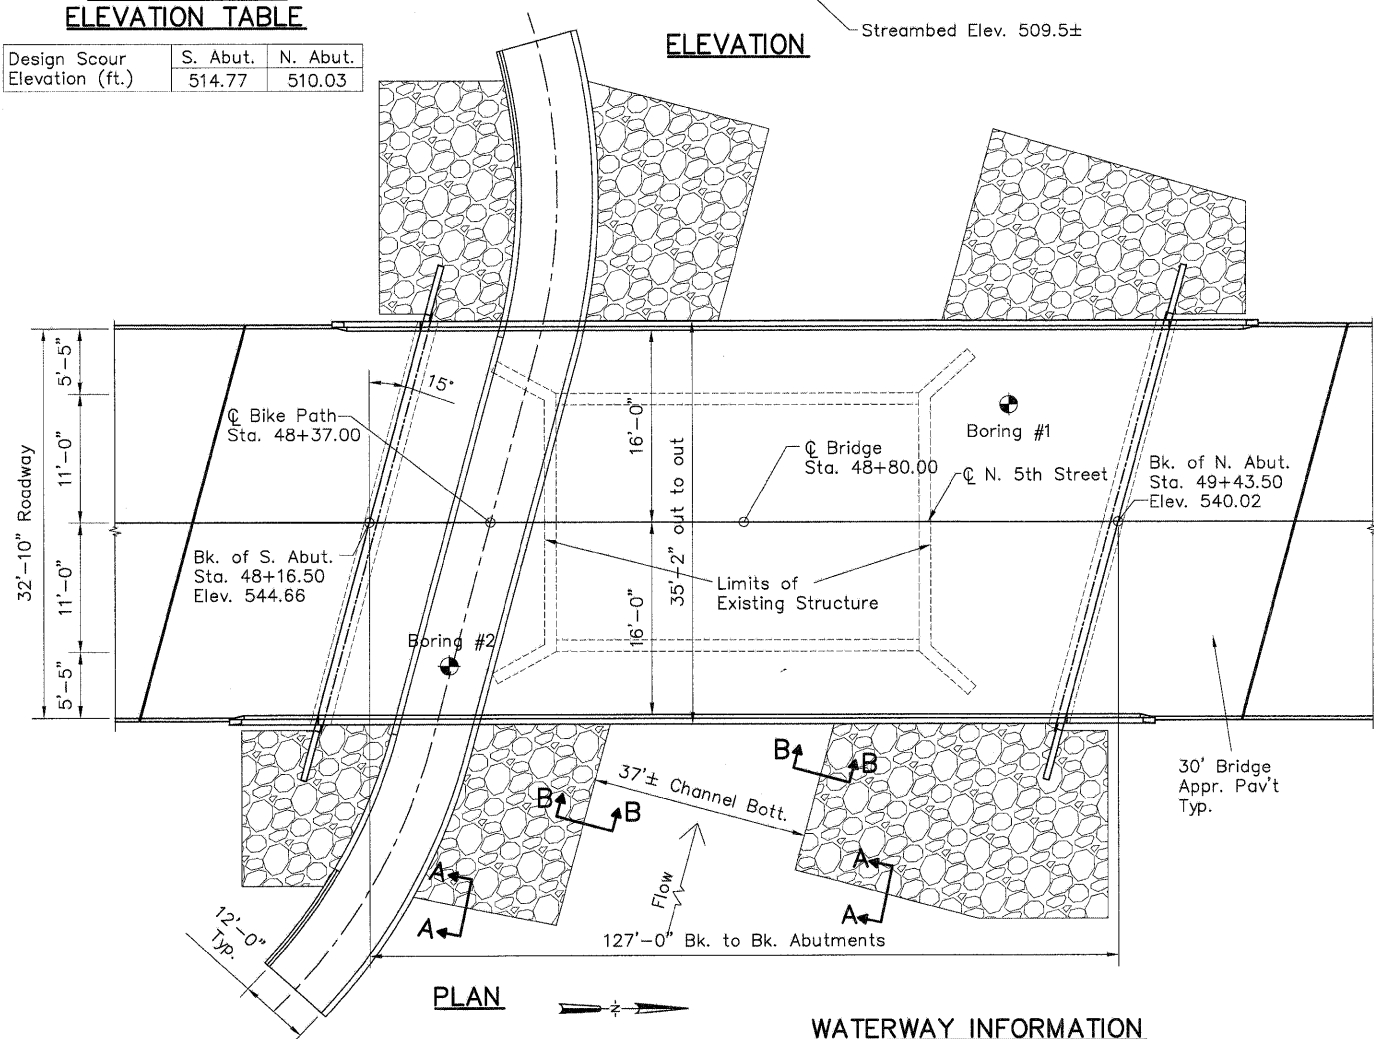 ELEVATION TABLE
Design Scour Elevation (ft.)
S. Abut.
N. Abut.
514.77
510.03
ELEVATION
Streambed Elev. 509.5±
15°
℄ Bike Path
Sta. 48+37.00
5'-5"
11'-0"
11'-0"
5'-5"
32'-10" Roadway
16'-0"
16'-0"
35'-2" out to out
℄ Bridge
Sta. 48+80.00
Boring #1
℄ N. 5th Street
Bk. of N. Abut.
Sta. 49+43.50
Elev. 540.02
Bk. of S. Abut.
Sta. 48+16.50
Elev. 544.66
Limits of
Existing Structure
Boring #2
30' Bridge
Appr. Pav't
Typ.
B
B
B
B
37'± Channel Bott.
A
A
A
A
Flow
12'-0"
Typ.
127'-0" Bk. to Bk. Abutments
PLAN
N
WATERWAY INFORMATION